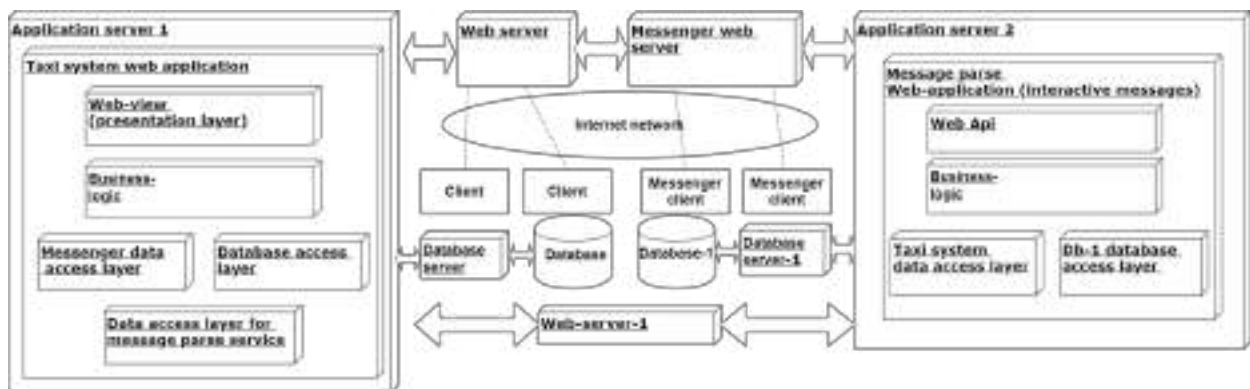 Application server 1
Taxi system web application
Web-view
(presentation layer)
Business-
logic
Messenger data
access layer
Database access
layer
Data access layer for
message parse service
Web server
Messenger web
server
Internet network
Client
Client
Messenger
client
Messenger
client
Database
server
Database
Database-1
Database
server-1
Web-server-1
Application server 2
Message parse
Web-application (interactive messages)
Web Api
Business-
logic
Taxi system
data access layer
Db-1 database
access layer